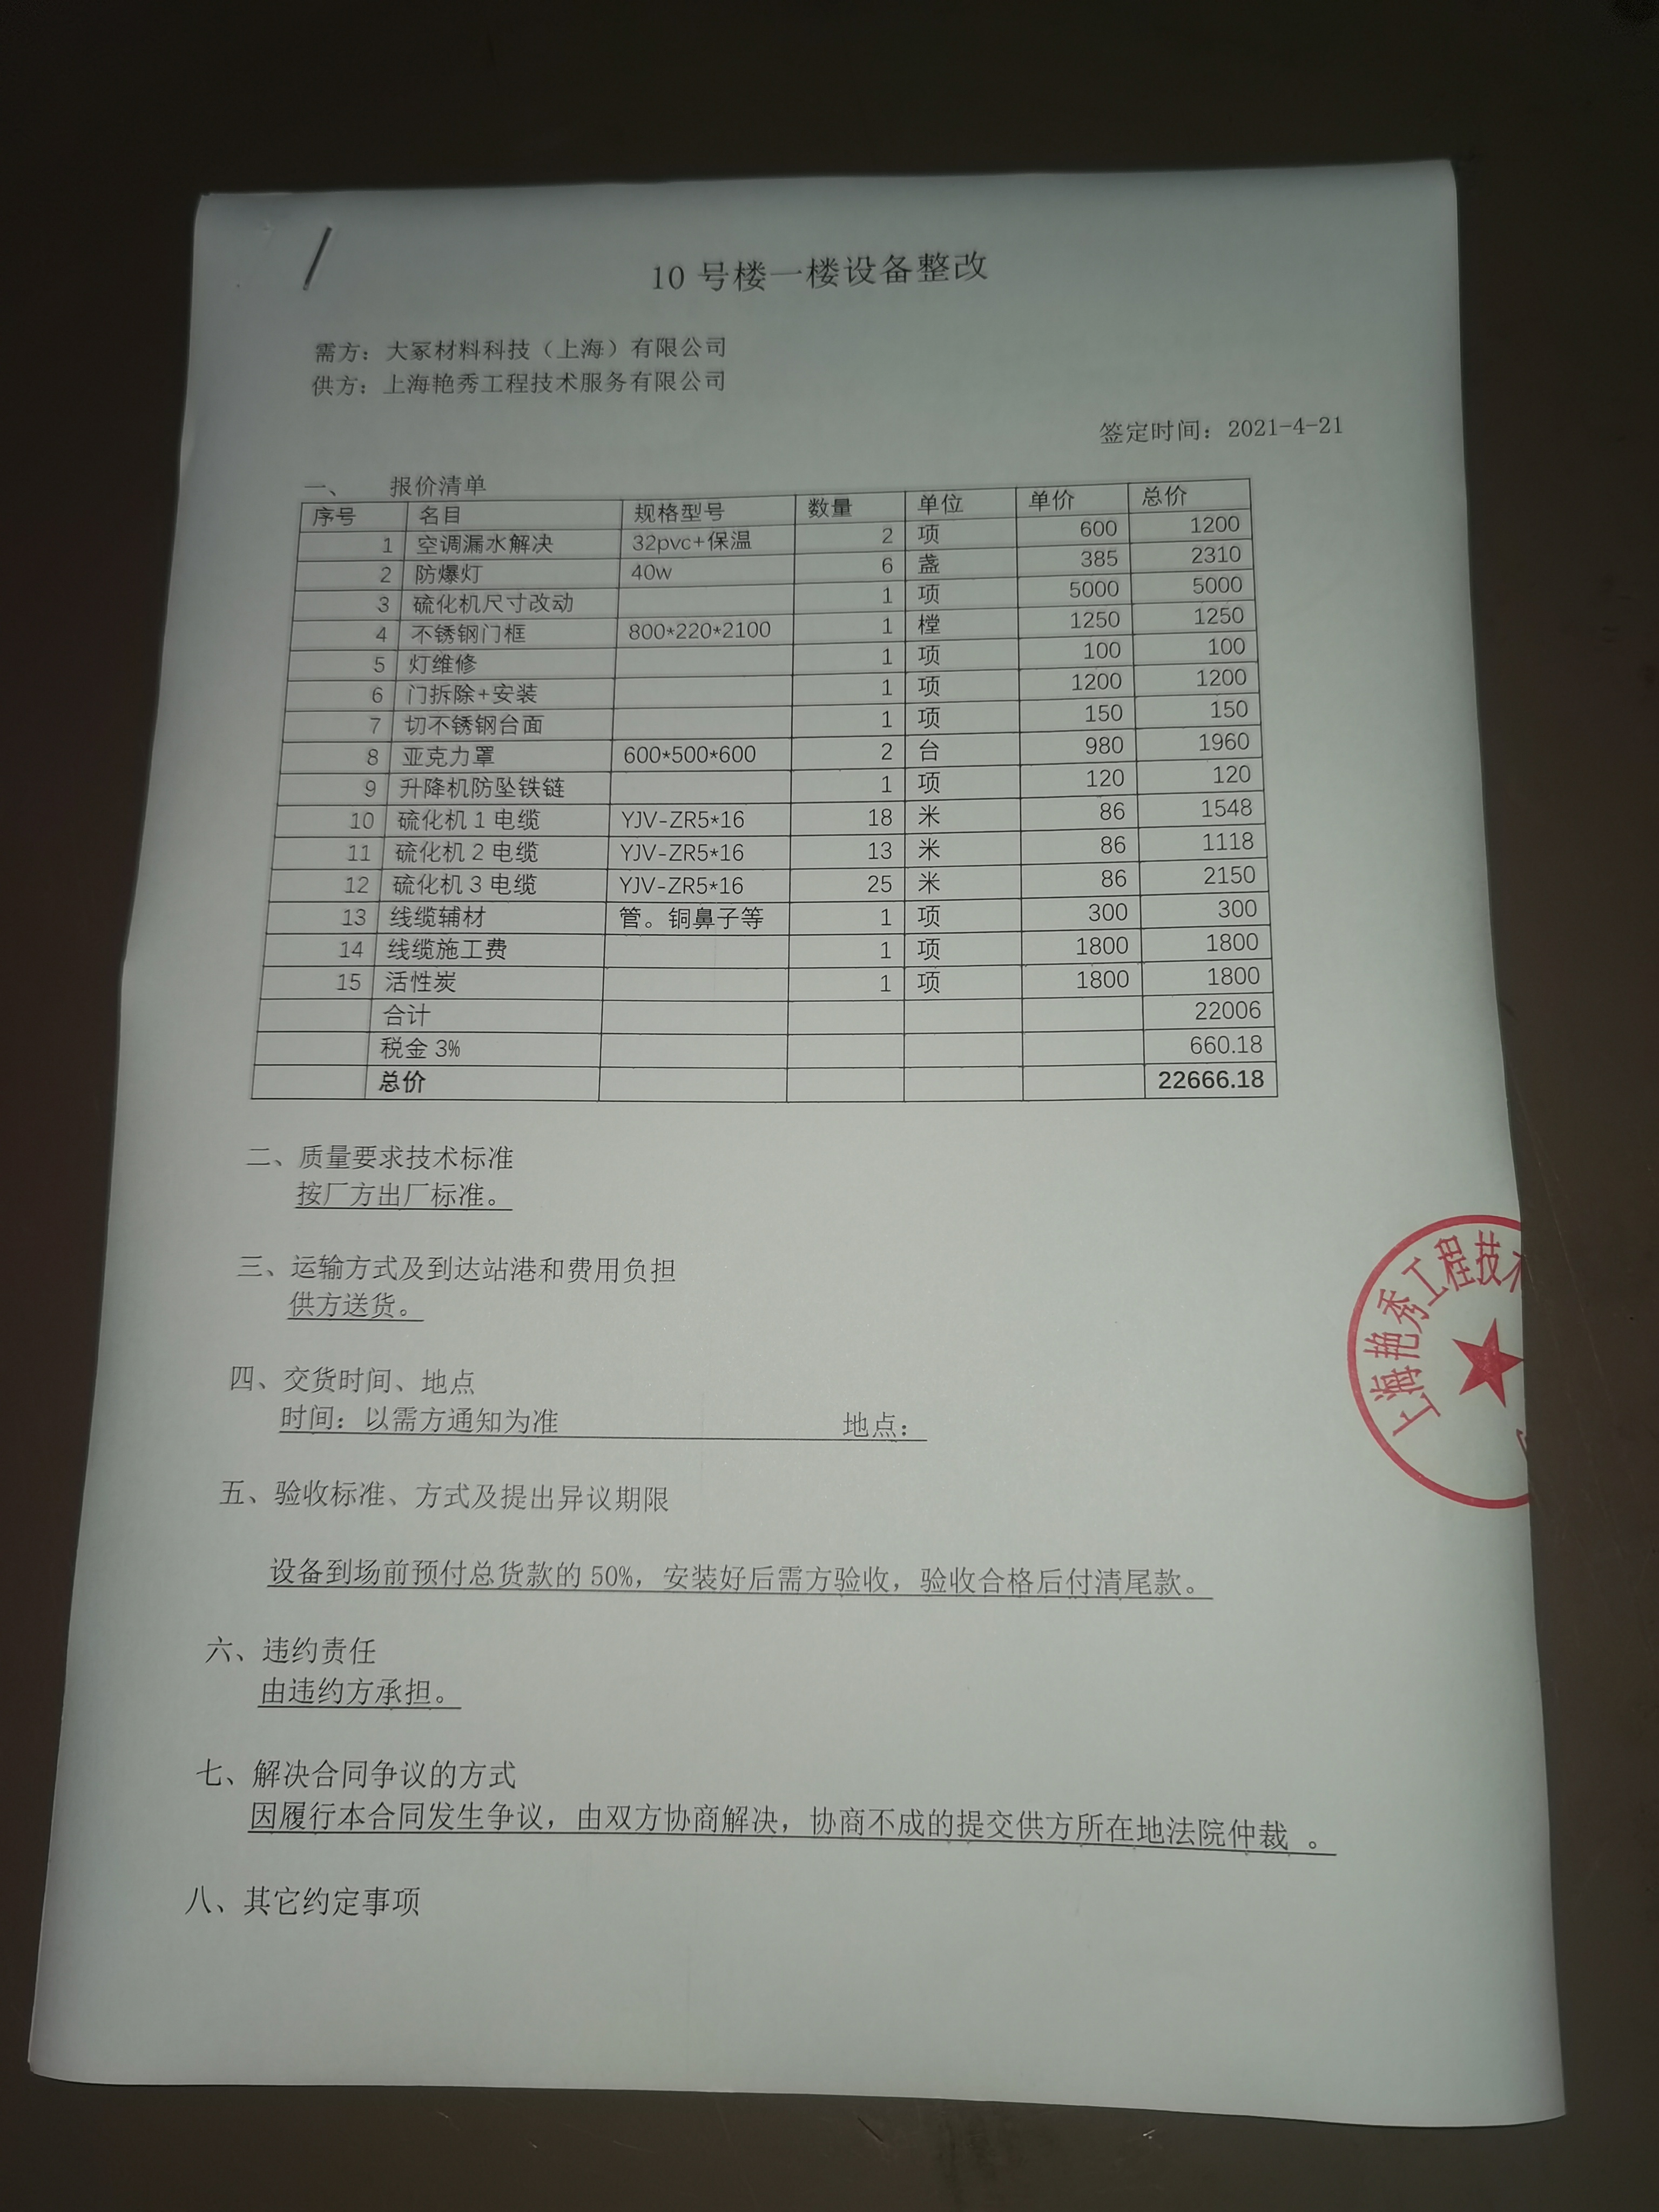 10 号楼一楼设备整改
需方：大冢材料科技（上海）有限公司
供方：上海艳秀工程技术服务有限公司
签定时间：2021-4-21
一、 报价清单
序号 名目 规格型号 数量 单位 单价 总价
1 空调漏水解决 32pvc+保温 2 项 600 1200
2 防爆灯 40w 6 盏 385 2310
3 硫化机尺寸改动 1 项 5000 5000
4 不锈钢门框 800*220*2100 1 樘 1250 1250
5 灯维修 1 项 100 100
6 门拆除+安装 1 项 1200 1200
7 切不锈钢台面 1 项 150 150
8 亚克力罩 600*500*600 2 台 980 1960
9 升降机防坠铁链 1 项 120 120
10 硫化机 1 电缆 YJV-ZR5*16 18 米 86 1548
11 硫化机 2 电缆 YJV-ZR5*16 13 米 86 1118
12 硫化机 3 电缆 YJV-ZR5*16 25 米 86 2150
13 线缆辅材 管。铜鼻子等 1 项 300 300
14 线缆施工费 1 项 1800 1800
15 活性炭 1 项 1800 1800
合计 22006
税金 3% 660.18
总价 22666.18
二、质量要求技术标准
按厂方出厂标准。
三、运输方式及到达站港和费用负担
供方送货。
四、交货时间、地点
时间：以需方通知为准 地点：
五、验收标准、方式及提出异议期限
设备到场前预付总货款的 50%，安装好后需方验收，验收合格后付清尾款。
六、违约责任
由违约方承担。
七、解决合同争议的方式
因履行本合同发生争议，由双方协商解决，协商不成的提交供方所在地法院仲裁 。
八、其它约定事项
上海艳秀工程技